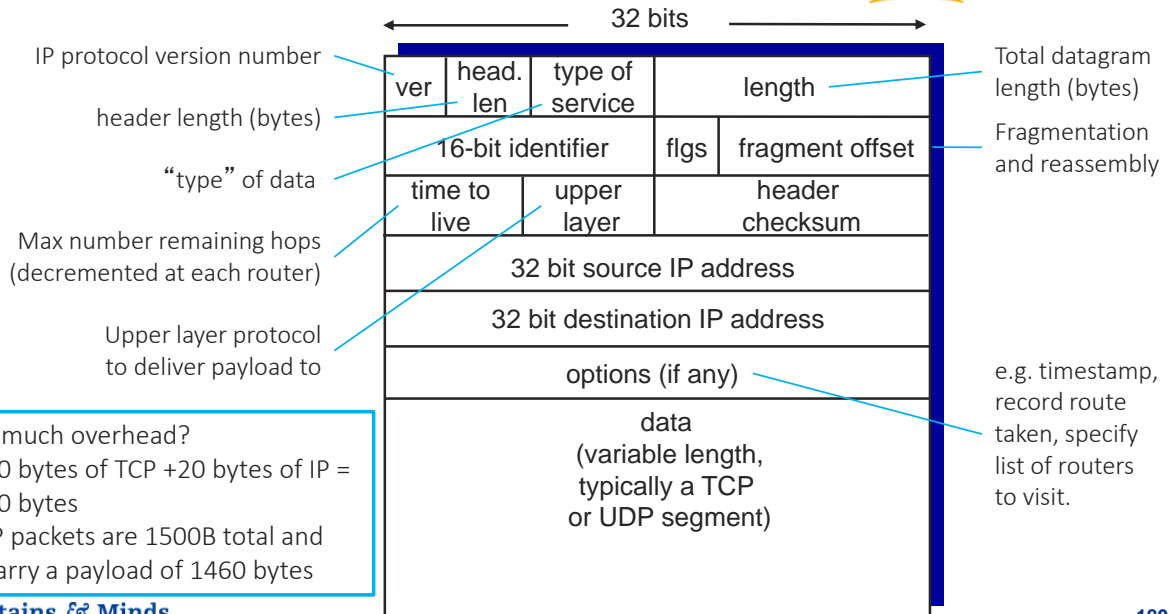 32 bits
IP protocol version number
header length (bytes)
“type” of data
Max number remaining hops
(decremented at each router)
Upper layer protocol
to deliver payload to
ver
head.
len
type of
service
length
16-bit identifier
flgs
fragment offset
time to
live
upper
layer
header
checksum
32 bit source IP address
32 bit destination IP address
options (if any)
data
(variable length,
typically a TCP
or UDP segment)
Total datagram
length (bytes)
Fragmentation
and reassembly
e.g. timestamp,
record route
taken, specify
list of routers
to visit.
much overhead?
0 bytes of TCP +20 bytes of IP =
0 bytes
packets are 1500B total and
arry a payload of 1460 bytes
& Minds